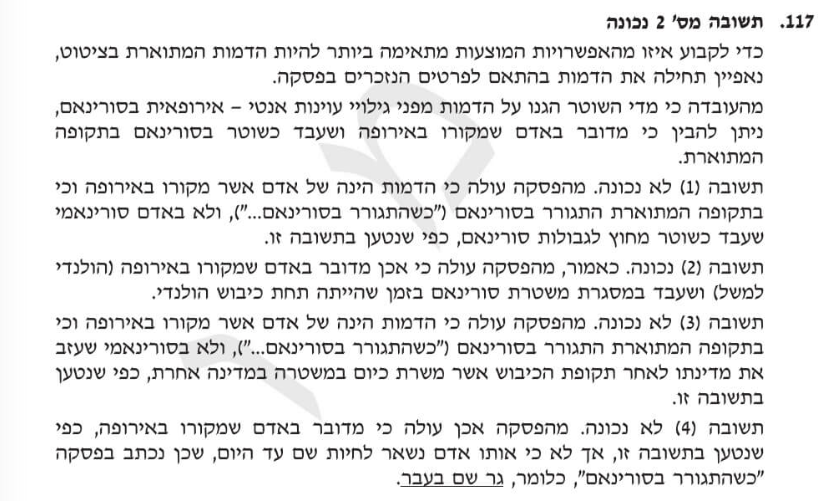 117. תשובה מס' 2 נכונה
כדי לקבוע איזו מהאפשרויות המוצעות מתאימה ביותר להיות הדמות המתוארת בציטוט,
נאפיין תחילה את הדמות בהתאם לפרטים הנזכרים בפסקה.
מהעובדה כי מדי השוטר הגנו על הדמות מפני גילויי עוינות אנטי – אירופאית בסורינאם,
ניתן להבין כי מדובר באדם שמקורו באירופה ושעבד כשוטר בסורינאם בתקופה
המתוארת.
תשובה (1) לא נכונה. מהפסקה עולה כי הדמות הינה של אדם אשר מקורו באירופה וכי
בתקופה המתוארת התגורר בסורינאם ("כשהתגורר בסורינאם..."), ולא באדם סורינאמי
שעבד כשוטר מחוץ לגבולות סורינאם, כפי שנטען בתשובה זו.
תשובה (2) נכונה. כאמור, מהפסקה עולה כי אכן מדובר באדם שמקורו באירופה (הולנדי
למשל) ושעבד במסגרת משטרת סורינאם בזמן שהייתה תחת כיבוש הולנדי.
תשובה (3) לא נכונה. מהפסקה עולה כי הדמות הינה של אדם אשר מקורו באירופה וכי
בתקופה המתוארת התגורר בסורינאם ("כשהתגורר בסורינאם..."), ולא בסורינאמי שעזב
את מדינתו לאחר תקופת הכיבוש אשר משרת כיום במשטרה במדינה אחרת, כפי שנטען
בתשובה זו.
תשובה (4) לא נכונה. מהפסקה אכן עולה כי מדובר באדם שמקורו באירופה, כפי
שנטען בתשובה זו, אך לא כי אותו אדם נשאר לחיות שם עד היום, שכן נכתב בפסקה
"כשהתגורר בסורינאם", כלומר, גר שם בעבר.